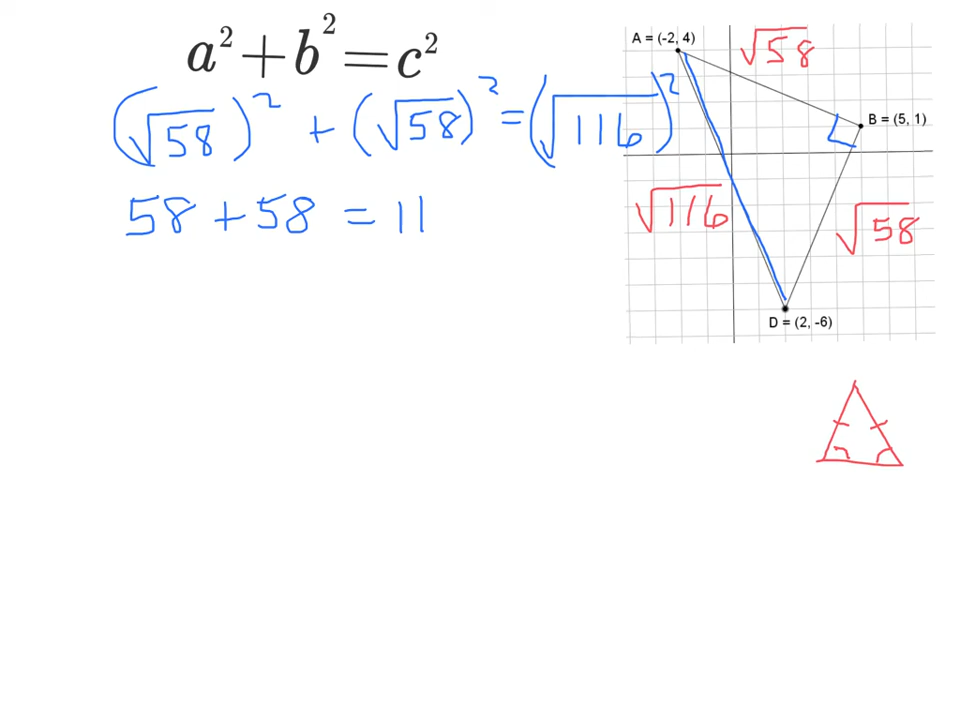 a² + b² = c²
(√58)² + (√58)² = (√116)²
58 + 58 = 11
A = (-2, 4)
√58
B = (5, 1)
√116
√58
D = (2, -6)